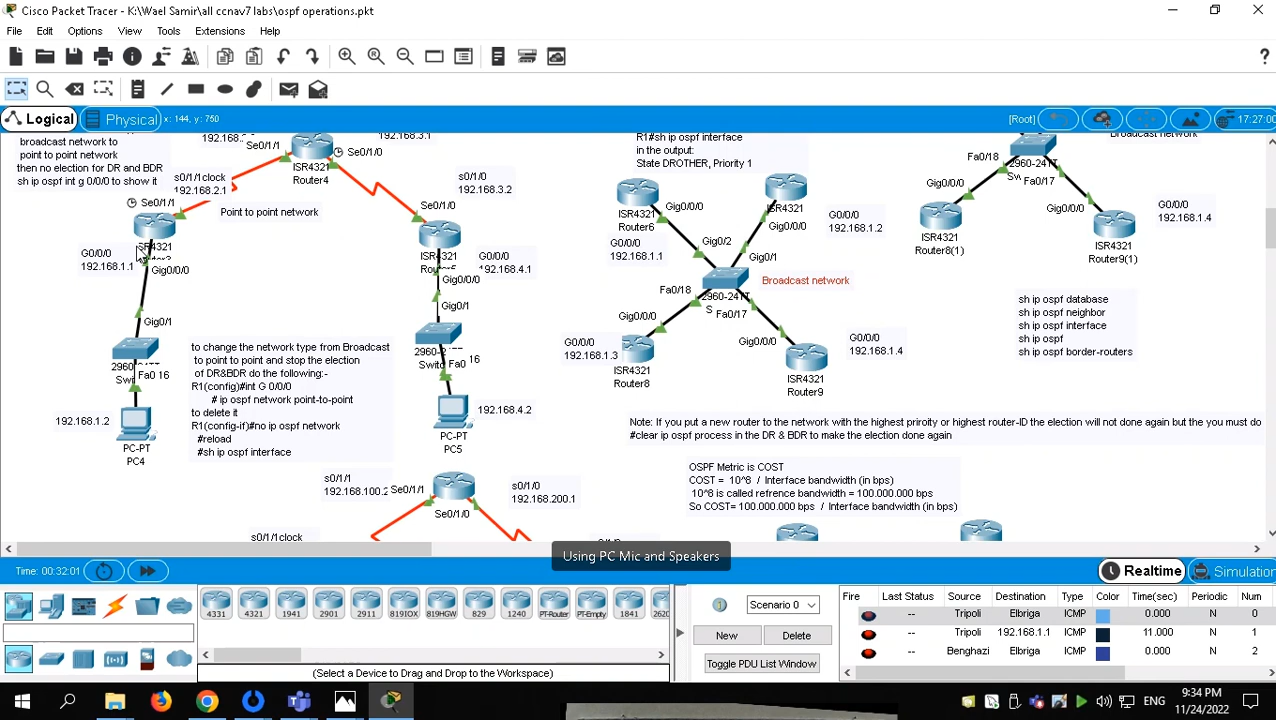 Cisco Packet Tracer - K:\Wael Samir\all ccnav7 labs\ospf operations.pkt
File Edit Options View Tools Extensions Help
Logical Physical x: 144, y: 750 [Root] 17:27:00
broadcast network to
point to point network
then no election for DR and BDR
sh ip ospf int g 0/0/0 to show it
Se0/1/1
192.168.3.1
Se0/1/0
ISR4321
Router4
s0/1/1clock
192.168.2.1
Se0/1/1
Point to point network
s0/1/0
192.168.3.2
Se0/1/0
G0/0/0
192.168.1.1
Gig0/0/0
Gig0/1
Fa0 16
192.168.1.2
PC-PT
PC4
G0/0/0
192.168.4.1
Gig0/0/0
Gig0/1
Fa0 16
192.168.4.2
PC-PT
PC5
to change the network type from Broadcast
to point to point and stop the election
of DR&BDR do the following:-
R1(config)#int G 0/0/0
# ip ospf network point-to-point
to delete it
R1(config-if)#no ip ospf network
#reload
#sh ip ospf interface
s0/1/1
192.168.100.2
Se0/1/1
s0/1/0
192.168.200.1
Se0/1/0
s0/1/1clock
R1#sh ip ospf interface
in the output:
State DROTHER, Priority 1
ISR4321
Router6
Gig0/0/0
G0/0/0
192.168.1.1
Gig0/2
Gig0/0/0
G0/0/0
192.168.1.2
Gig0/1
Broadcast network
Fa0/18
Fa0/17
Gig0/0/0
G0/0/0
192.168.1.3
ISR4321
Router8
Gig0/0/0
G0/0/0
192.168.1.4
ISR4321
Router9
Broadcast network
2960-24TT
Fa0/18
Fa0/17
Gig0/0/0
ISR4321
Router8(1)
Gig0/0/0
G0/0/0
192.168.1.4
ISR4321
Router9(1)
sh ip ospf database
sh ip ospf neighbor
sh ip ospf interface
sh ip ospf
sh ip ospf border-routers
Note: If you put a new router to the network with the highest prirority or highest router-ID the election will not done again but the you must do
#clear ip ospf process in the DR & BDR to make the election done again
OSPF Metric is COST
COST = 10^8 / Interface bandwidth (in bps)
10^8 is called refrence bandwidth = 100.000.000 bps
So COST= 100.000.000 bps / Interface bandwidth (in bps)
Using PC Mic and Speakers
Time: 00:32:01 Realtime Simulation
4331 4321 1941 2901 2911 819IOX 819HGW 829 1240 PT-Router PT-Empty 1841 2620
(Select a Device to Drag and Drop to the Workspace)
Scenario 0
New Delete
Toggle PDU List Window
Fire Last Status Source Destination Type Color Time(sec) Periodic Num
-- Tripoli Elbriga ICMP 0.000 N 0
-- Tripoli 192.168.1.1 ICMP 11.000 N 1
-- Benghazi Elbriga ICMP 0.000 N 2
ENG
9:34 PM
11/24/2022